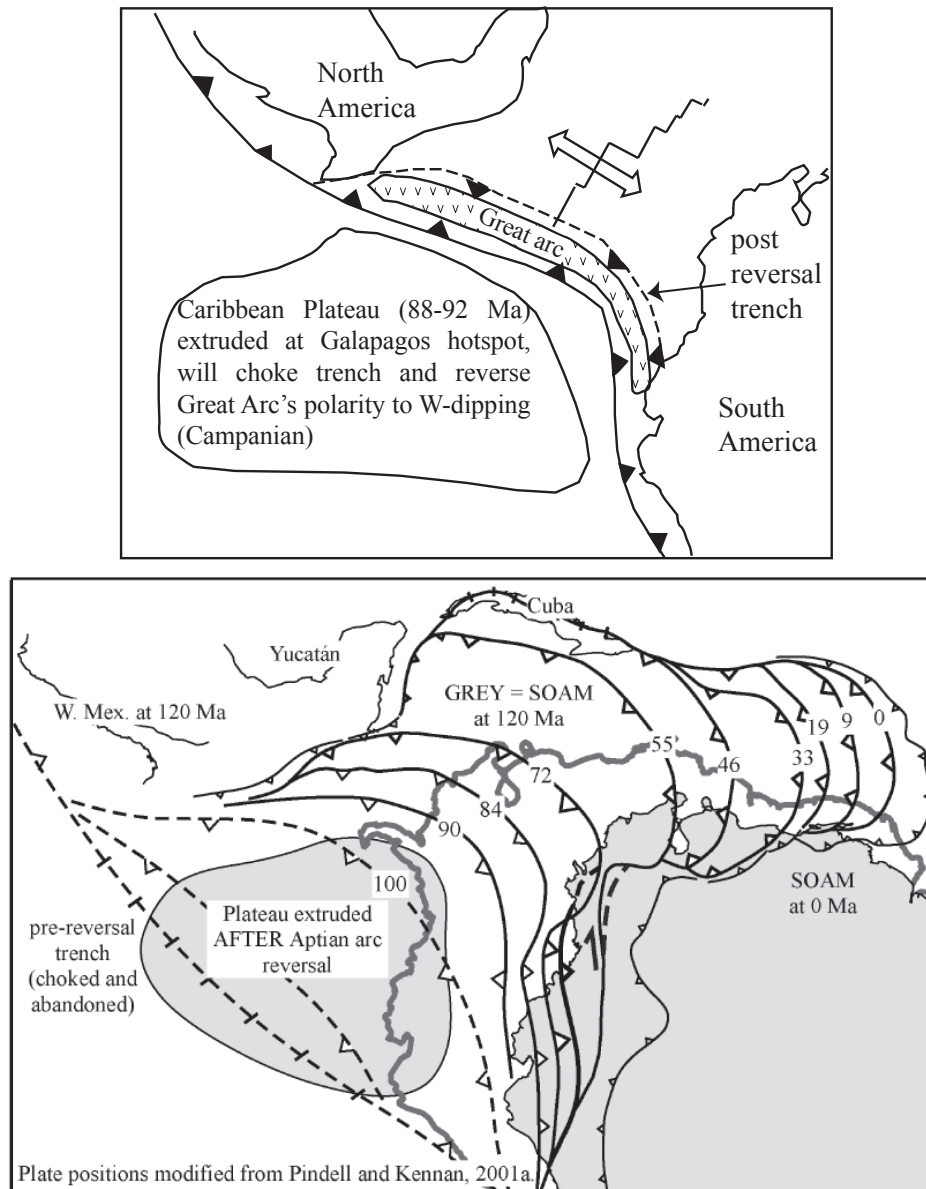 North
America
Great arc
post
reversal
trench
Caribbean Plateau (88-92 Ma)
extruded at Galapagos hotspot,
will choke trench and reverse
Great Arc's polarity to W-dipping
(Campanian)
South
America
Cuba
Yucatán
W. Mex. at 120 Ma
GREY = SOAM
at 120 Ma
0
9
19
33
46
55
72
84
90
100
Plateau extruded
AFTER Aptian arc
reversal
pre-reversal
trench
(choked and
abandoned)
SOAM
at 0 Ma
Plate positions modified from Pindell and Kennan, 2001a.